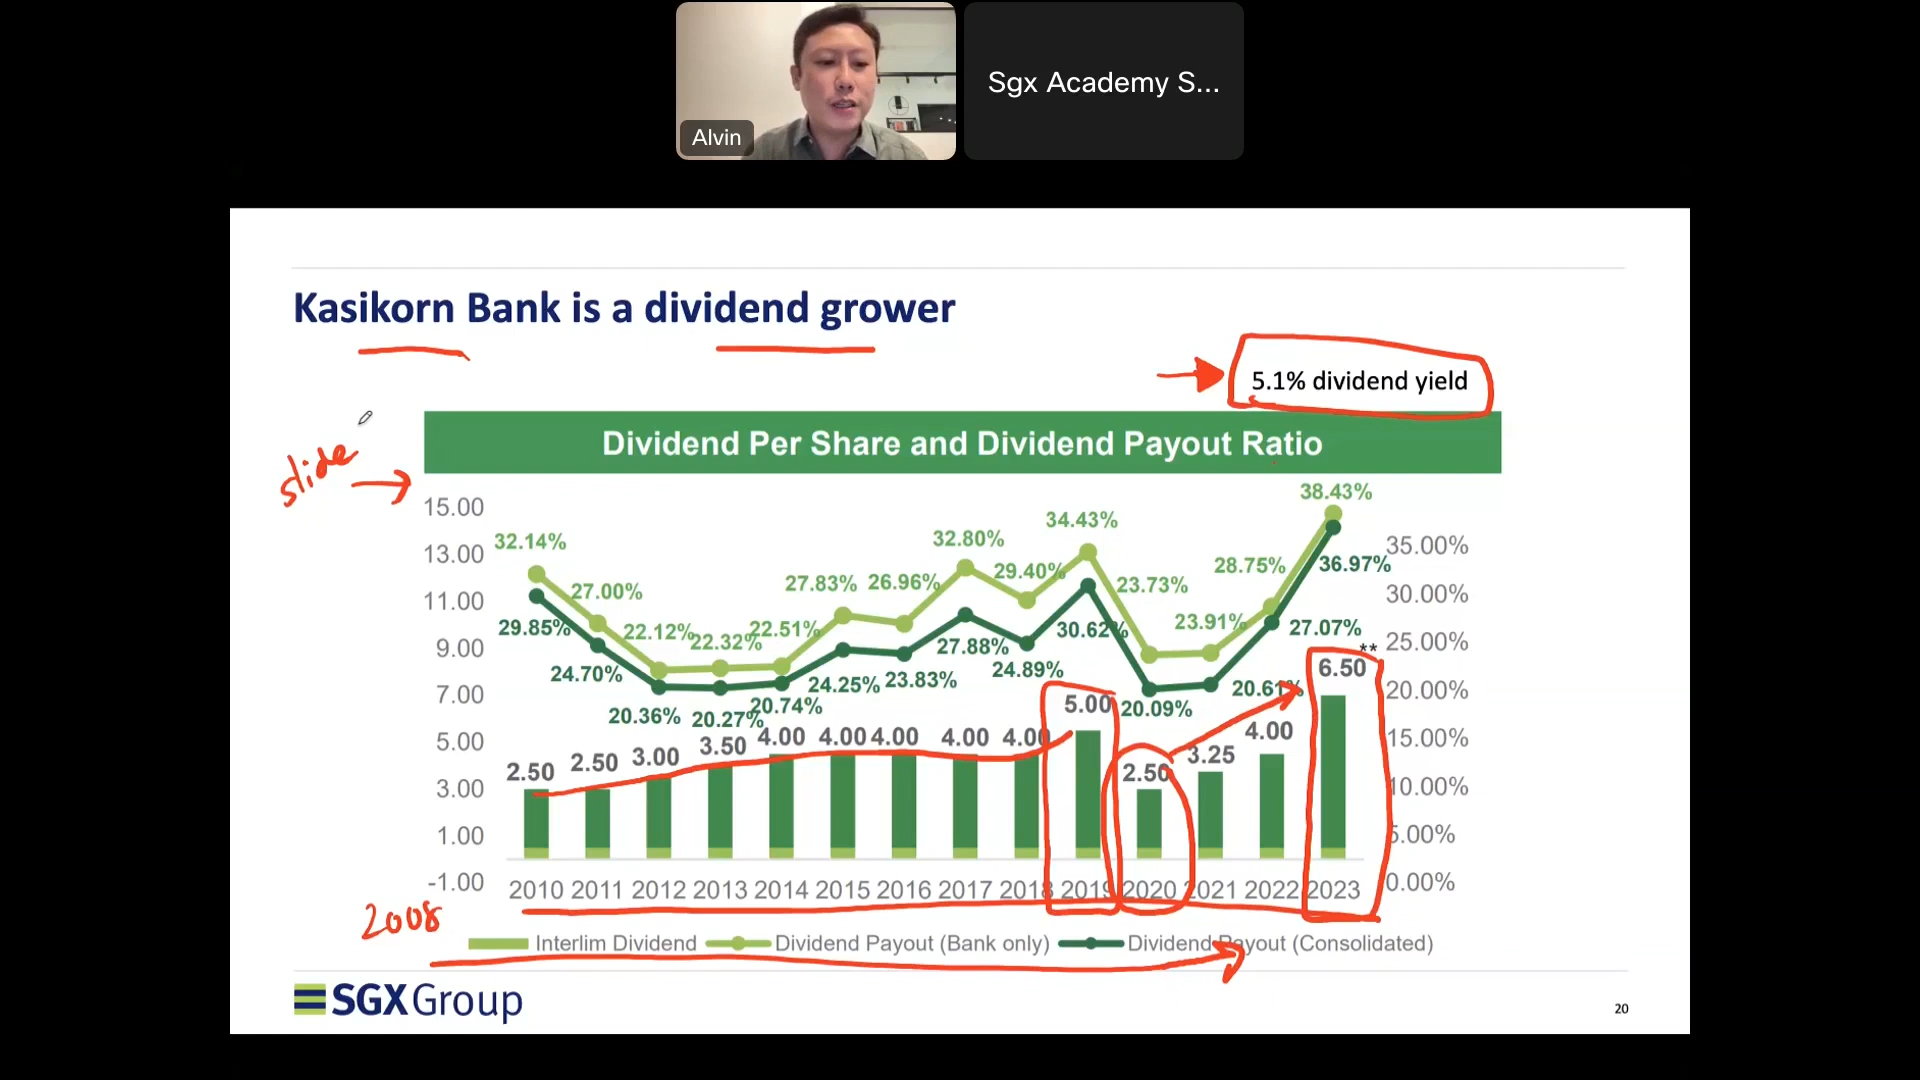 Alvin
Sgx Academy S...
Kasikorn Bank is a dividend grower
5.1% dividend yield
slide
Dividend Per Share and Dividend Payout Ratio
15.00
13.00
11.00
9.00
7.00
5.00
3.00
1.00
-1.00
32.14% 27.00% 22.12% 22.32% 22.51% 27.83% 26.96% 32.80% 29.40% 34.43% 23.73% 23.91% 28.75% 38.43%
29.85% 24.70% 20.36% 20.27% 20.74% 24.25% 23.83% 27.88% 24.89% 30.62% 20.09% 20.61% 27.07% 36.97%
**
2.50 2.50 3.00 3.50 4.00 4.00 4.00 4.00 4.00 5.00 2.50 3.25 4.00 6.50
35.00%
30.00%
25.00%
20.00%
15.00%
10.00%
5.00%
0.00%
2010 2011 2012 2013 2014 2015 2016 2017 2018 2019 2020 2021 2022 2023
2008
Interlim Dividend Dividend Payout (Bank only) Dividend Payout (Consolidated)
SGX Group
20